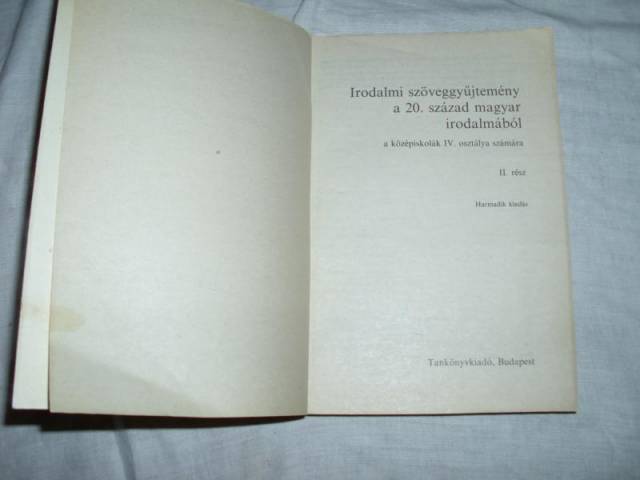 Irodalmi szöveggyűjtemény
a 20. század magyar
irodalmából
a középiskolák IV. osztálya számára
II. rész
Harmadik kiadás
Tankönyvkiadó, Budapest